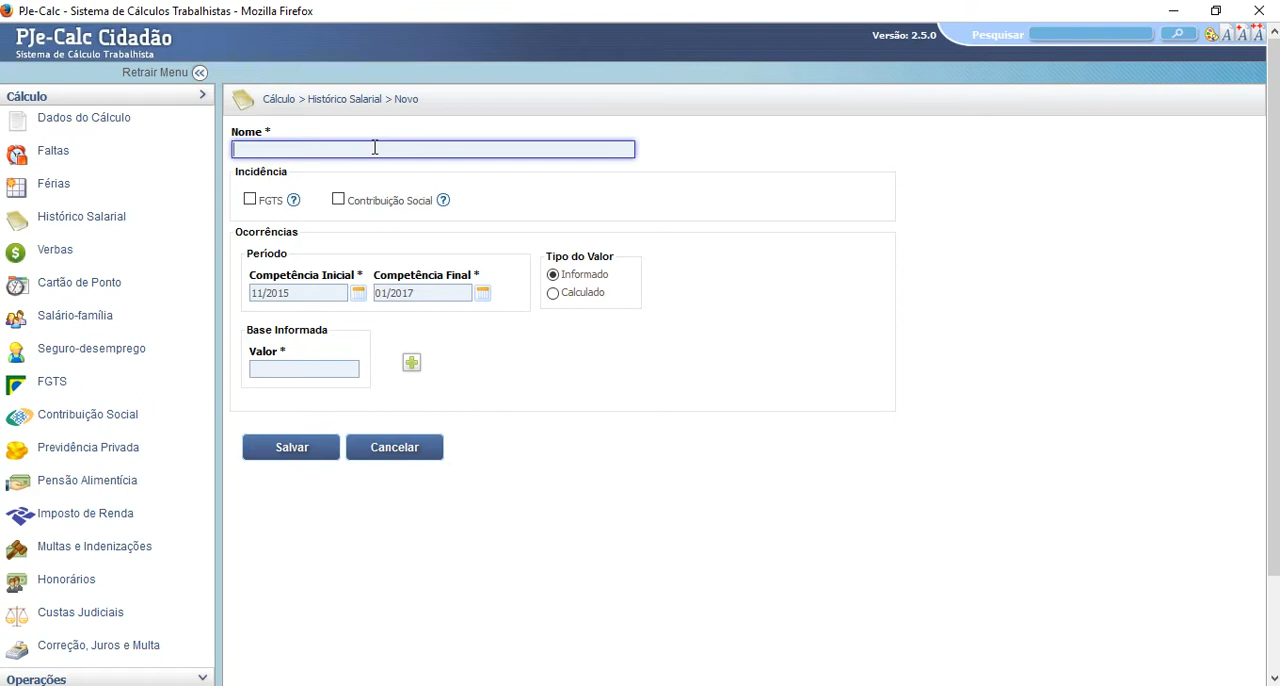 PJe-Calc - Sistema de Cálculos Trabalhistas - Mozilla Firefox
PJe-Calc Cidadão
Sistema de Cálculo Trabalhista
Versão: 2.5.0
Pesquisar
A A A
Retrair Menu
Cálculo
Dados do Cálculo
Faltas
Férias
Histórico Salarial
Verbas
Cartão de Ponto
Salário-família
Seguro-desemprego
FGTS
Contribuição Social
Previdência Privada
Pensão Alimentícia
Imposto de Renda
Multas e Indenizações
Honorários
Custas Judiciais
Correção, Juros e Multa
Operações
Cálculo > Histórico Salarial > Novo
Nome *
Incidência
FGTS ? Contribuição Social ?
Ocorrências
Período
Competência Inicial * Competência Final *
11/2015 01/2017
Tipo do Valor
Informado
Calculado
Base Informada
Valor *
Salvar Cancelar